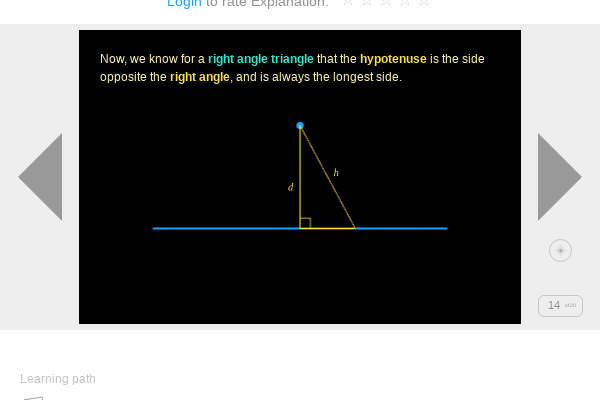 Login to rate Explanation:
Now, we know for a right angle triangle that the hypotenuse is the side
opposite the right angle, and is always the longest side.
h
d
14 of 20
Learning path